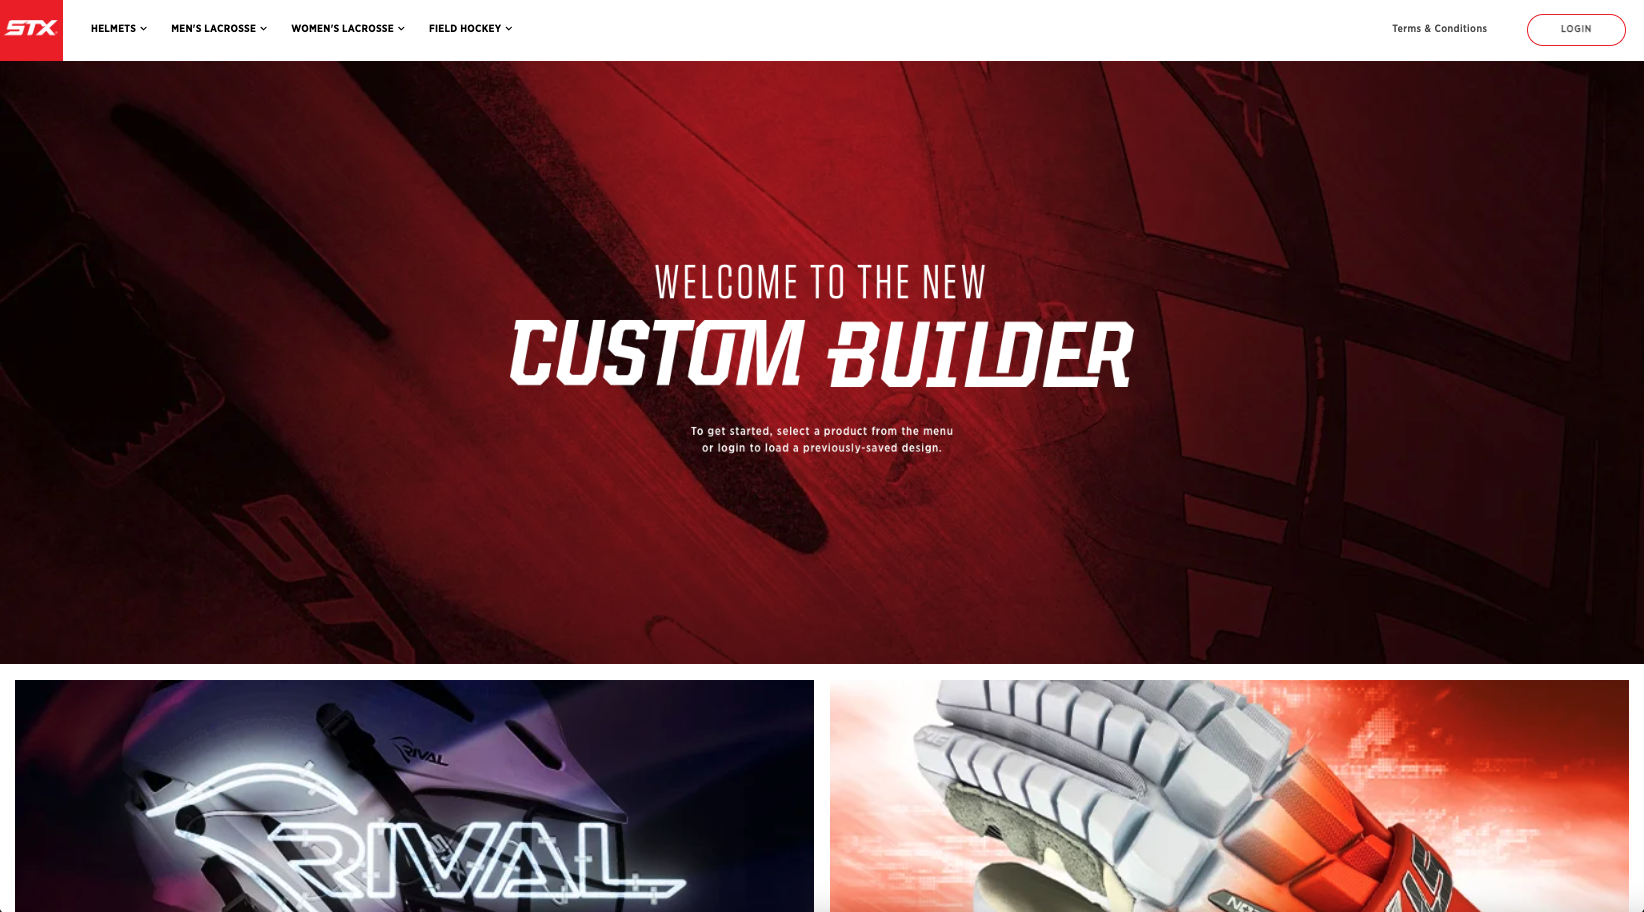 STX
HELMETS
MEN'S LACROSSE
WOMEN'S LACROSSE
FIELD HOCKEY
Terms & Conditions
LOGIN
WELCOME TO THE NEW
CUSTOM BUILDER
To get started, select a product from the menu
or login to load a previously-saved design.
STX
RIVAL
RIVAL